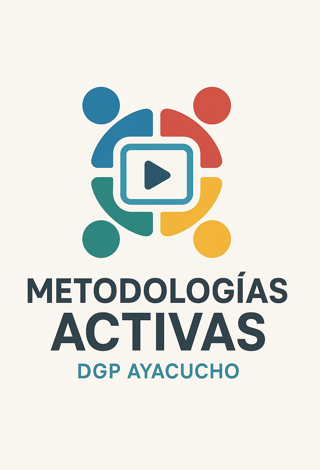 METODOLOGÍAS
ACTIVAS
DGP AYACUCHO